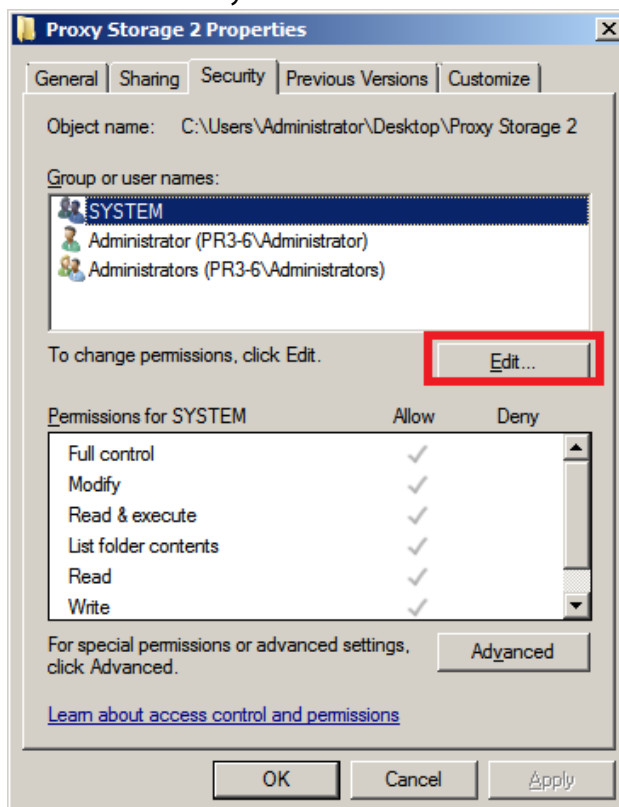 Proxy Storage 2 Properties
General Sharing Security Previous Versions Customize
Object name: C:\Users\Administrator\Desktop\Proxy Storage 2
Group or user names:
SYSTEM
Administrator (PR3-6\Administrator)
Administrators (PR3-6\Administrators)
To change permissions, click Edit.
Edit...
Permissions for SYSTEM Allow Deny
Full control
Modify
Read & execute
List folder contents
Read
Write
For special permissions or advanced settings,
click Advanced.
Advanced
Learn about access control and permissions
OK Cancel Apply